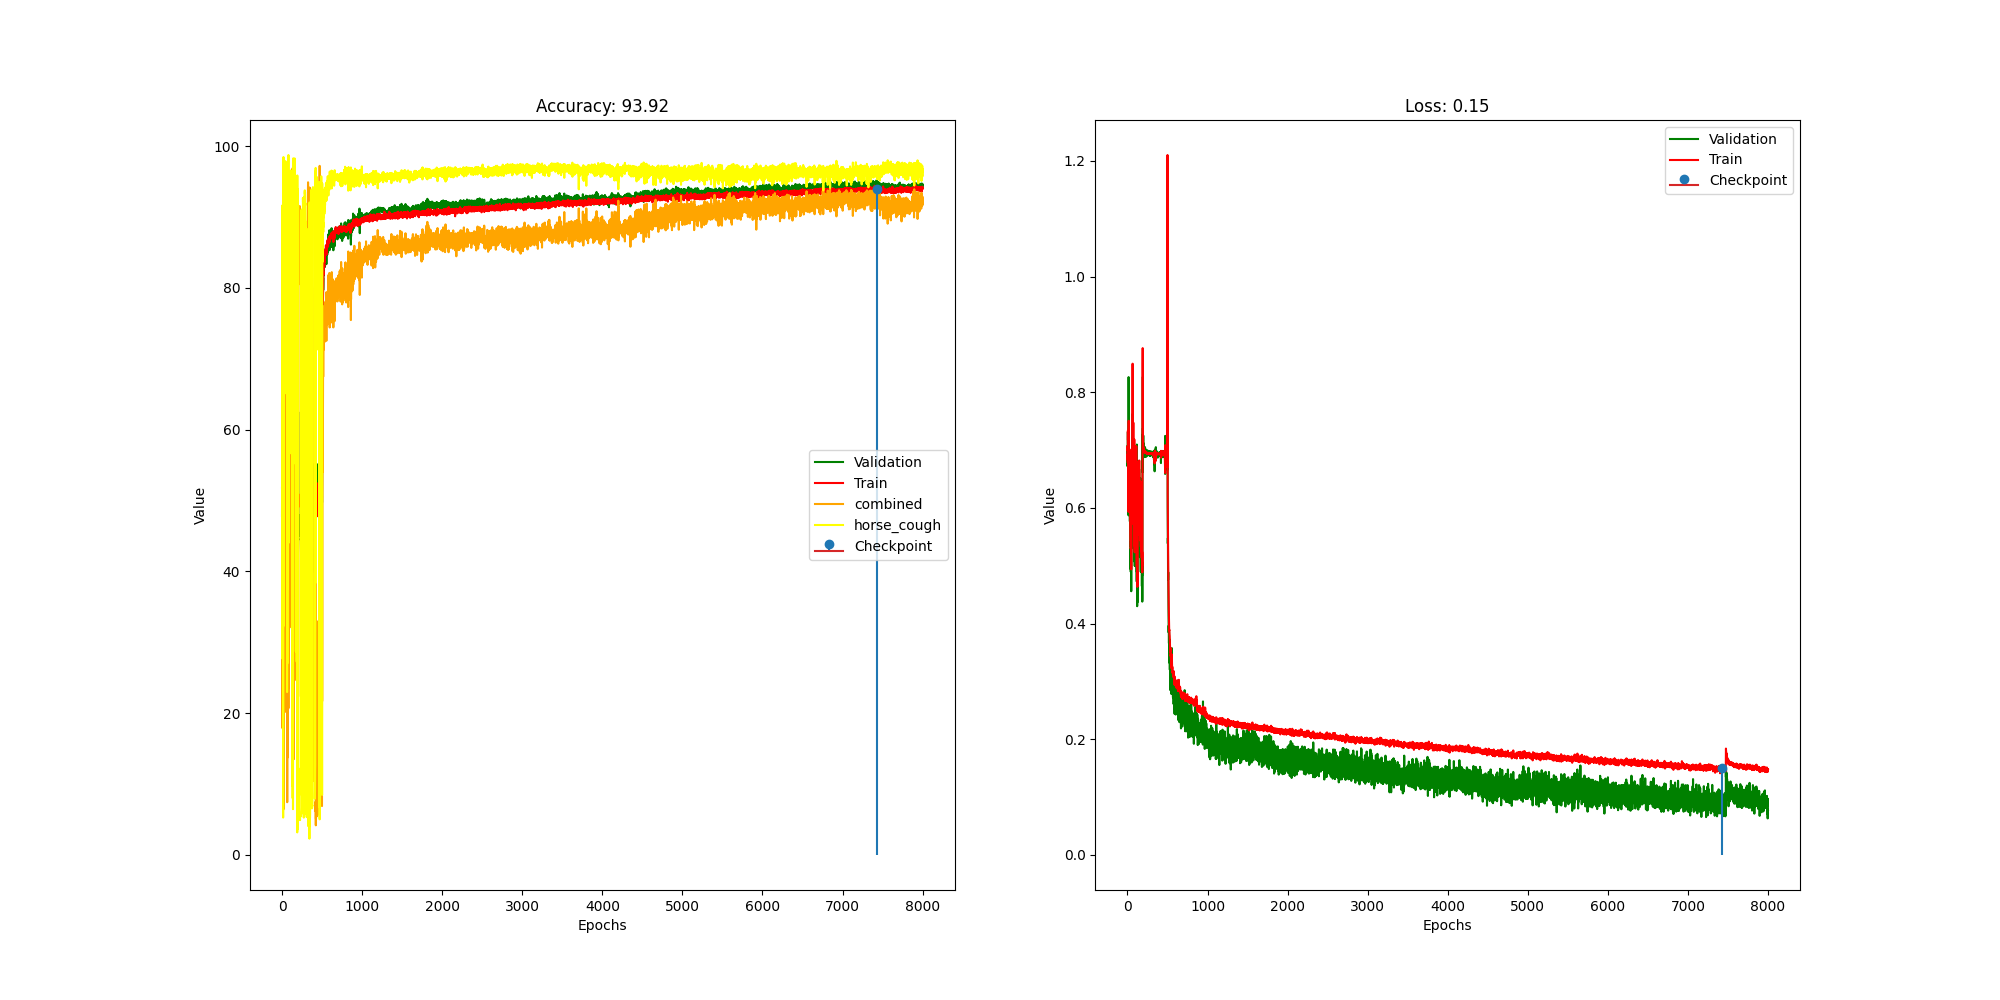 Accuracy: 93.92
100
80
60
40
20
0
Value
0 1000 2000 3000 4000 5000 6000 7000 8000
Epochs
Validation
Train
combined
horse_cough
Checkpoint
Loss: 0.15
1.2
1.0
0.8
0.6
0.4
0.2
0.0
Value
0 1000 2000 3000 4000 5000 6000 7000 8000
Epochs
Validation
Train
Checkpoint